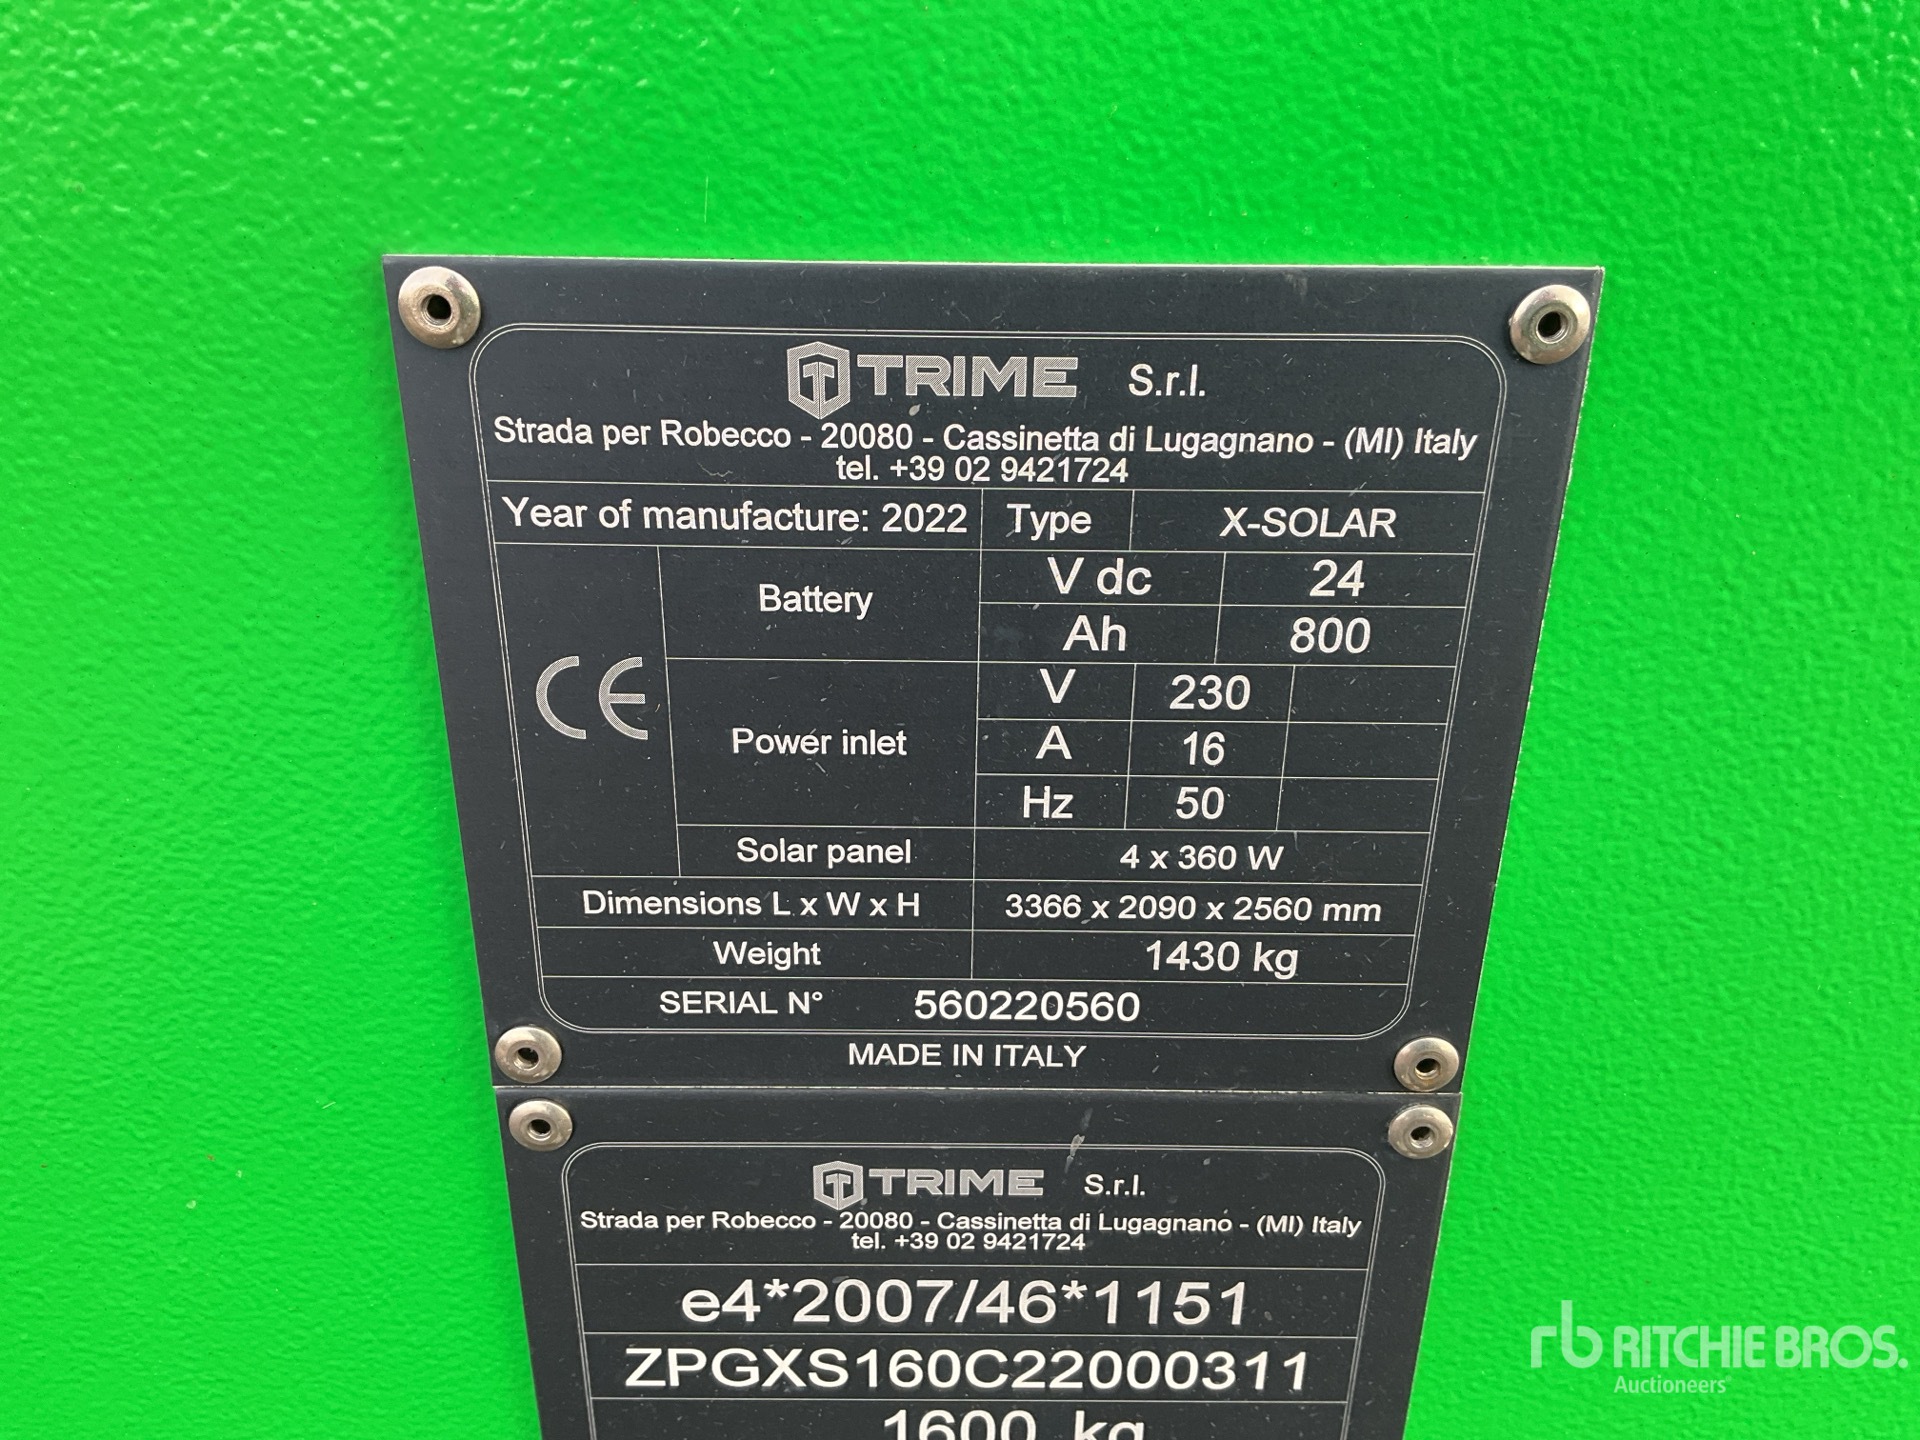 TRIME S.r.l.
Strada per Robecco - 20080 - Cassinetta di Lugagnano - (MI) Italy
tel. +39 02 9421724
Year of manufacture: 2022 Type X-SOLAR
Battery V dc 24
Ah 800
CE
Power inlet V 230
A 16
Hz 50
Solar panel 4 x 360 W
Dimensions L x W x H 3366 x 2090 x 2560 mm
Weight 1430 kg
SERIAL N° 560220560
MADE IN ITALY
TRIME S.r.l.
Strada per Robecco - 20080 - Cassinetta di Lugagnano - (MI) Italy
tel. +39 02 9421724
e4*2007/46*1151
ZPGXS160C22000311
1600 kg
rb RITCHIE BROS.
Auctioneers